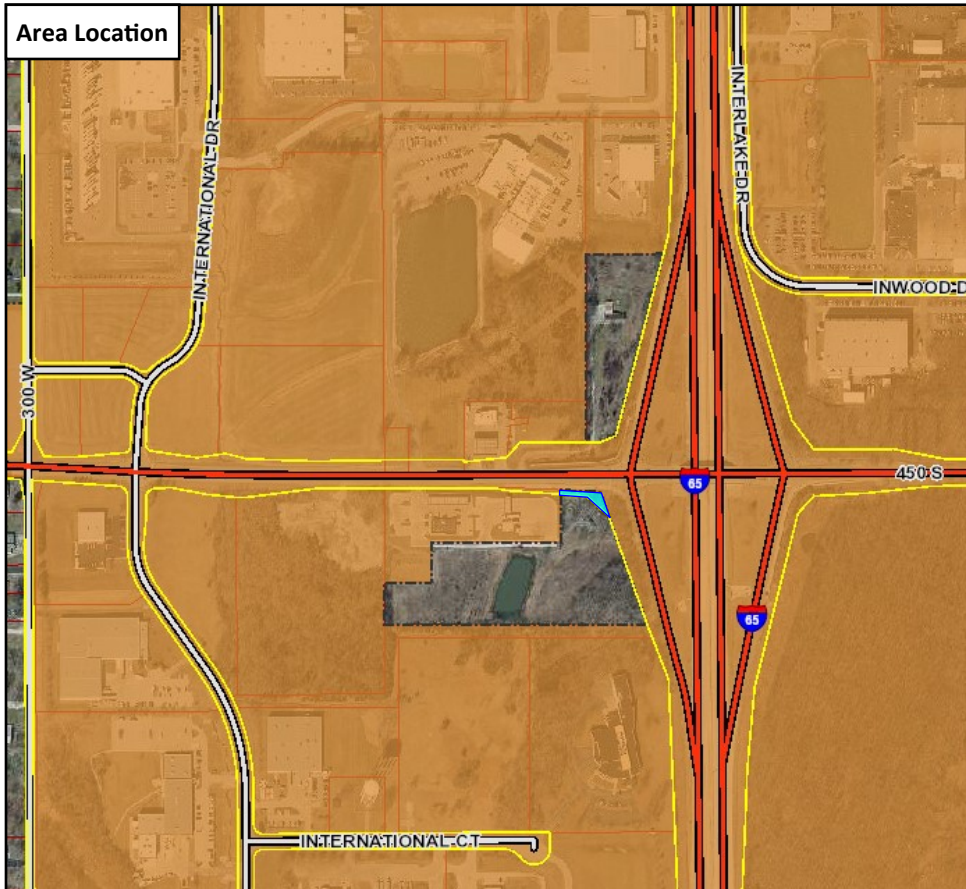 Area Location
INTERNATIONAL DR
INTERLAKE DR
INWOOD D
300 W
450 S
65
65
INTERNATIONAL CT